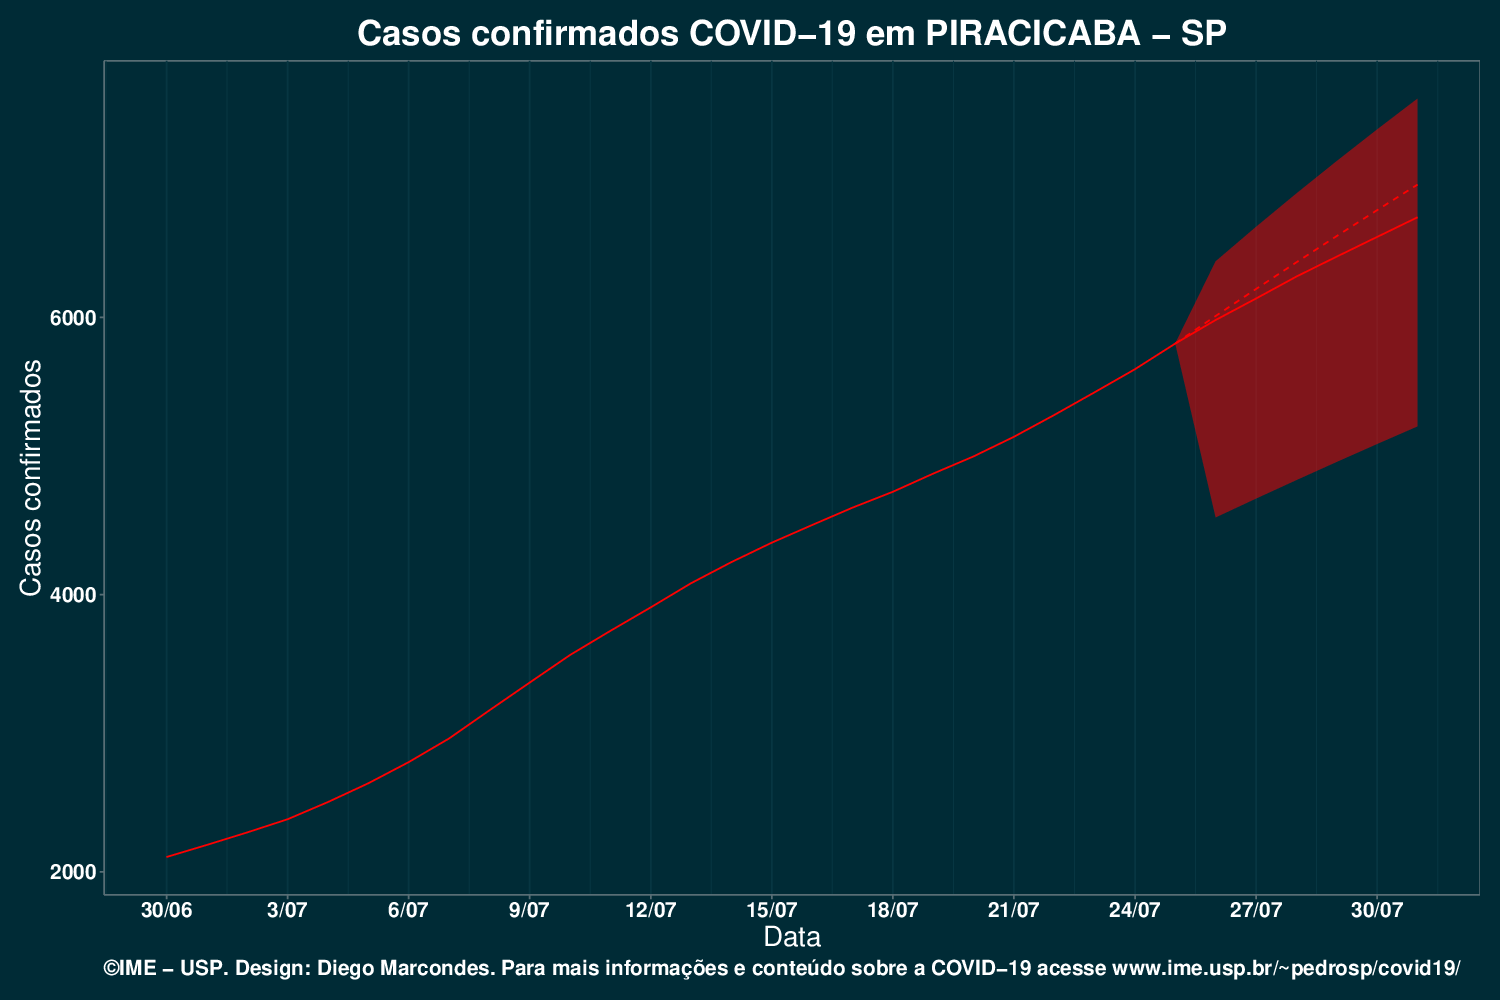 Casos confirmados COVID−19 em PIRACICABA − SP
Casos confirmados
6000
4000
2000
30/06 3/07 6/07 9/07 12/07 15/07 18/07 21/07 24/07 27/07 30/07
Data
©IME − USP. Design: Diego Marcondes. Para mais informações e conteúdo sobre a COVID−19 acesse www.ime.usp.br/~pedrosp/covid19/